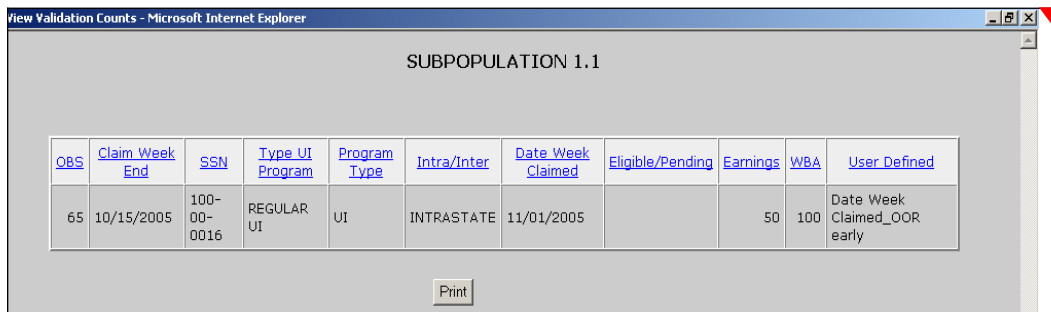 View Validation Counts - Microsoft Internet Explorer
SUBPOPULATION 1.1
OBS Claim Week End SSN Type UI Program Program Type Intra/Inter Date Week Claimed Eligible/Pending Earnings WBA User Defined
65 10/15/2005 100-00-0016 REGULAR UI UI INTRASTATE 11/01/2005 50 100 Date Week Claimed_OOR early
Print